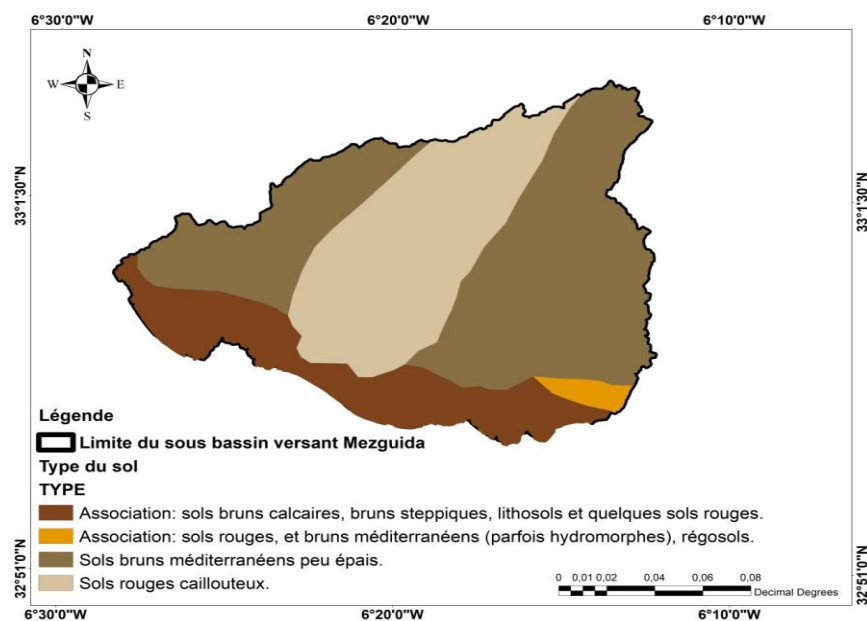 6°30'0"W 6°20'0"W 6°10'0"W
N
W E
S
33°1'30"N
33°1'30"N
Légende
Limite du sous bassin versant Mezguida
Type du sol
TYPE
Association: sols bruns calcaires, bruns steppiques, lithosols et quelques sols rouges.
Association: sols rouges, et bruns méditerranéens (parfois hydromorphes), régosols.
Sols bruns méditerranéens peu épais.
Sols rouges caillouteux.
0 0,01 0,02 0,04 0,06 0,08
Decimal Degrees
32°51'0"N
32°51'0"N
6°30'0"W 6°20'0"W 6°10'0"W